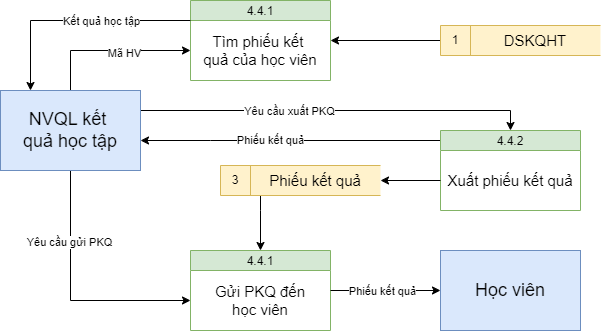 4.4.1
Kết quả học tập
Tìm phiếu kết
quả của học viên
1
DSKQHT
Mã HV
NVQL kết
quả học tập
Yêu cầu xuất PKQ
Phiếu kết quả
4.4.2
Xuất phiếu kết quả
3
Phiếu kết quả
Yêu cầu gửi PKQ
4.4.1
Gửi PKQ đến
học viên
Phiếu kết quả
Học viên